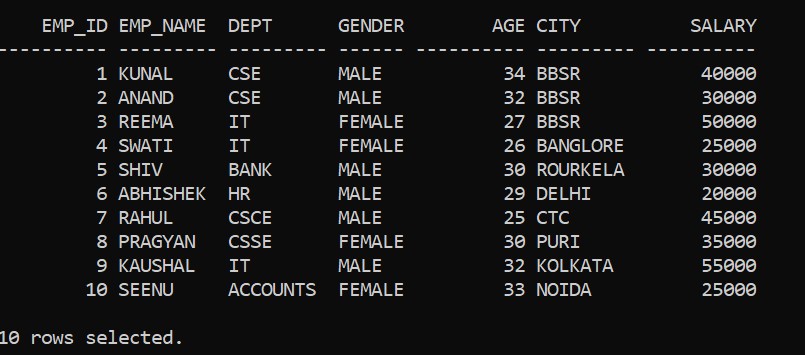 EMP_ID EMP_NAME DEPT GENDER AGE CITY SALARY
---------- --------- --------- ------ ---------- --------- ----------
1 KUNAL CSE MALE 34 BBSR 40000
2 ANAND CSE MALE 32 BBSR 30000
3 REEMA IT FEMALE 27 BBSR 50000
4 SWATI IT FEMALE 26 BANGLORE 25000
5 SHIV BANK MALE 30 ROURKELA 30000
6 ABHISHEK HR MALE 29 DELHI 20000
7 RAHUL CSCE MALE 25 CTC 45000
8 PRAGYAN CSSE FEMALE 30 PURI 35000
9 KAUSHAL IT MALE 32 KOLKATA 55000
10 SEENU ACCOUNTS FEMALE 33 NOIDA 25000
10 rows selected.